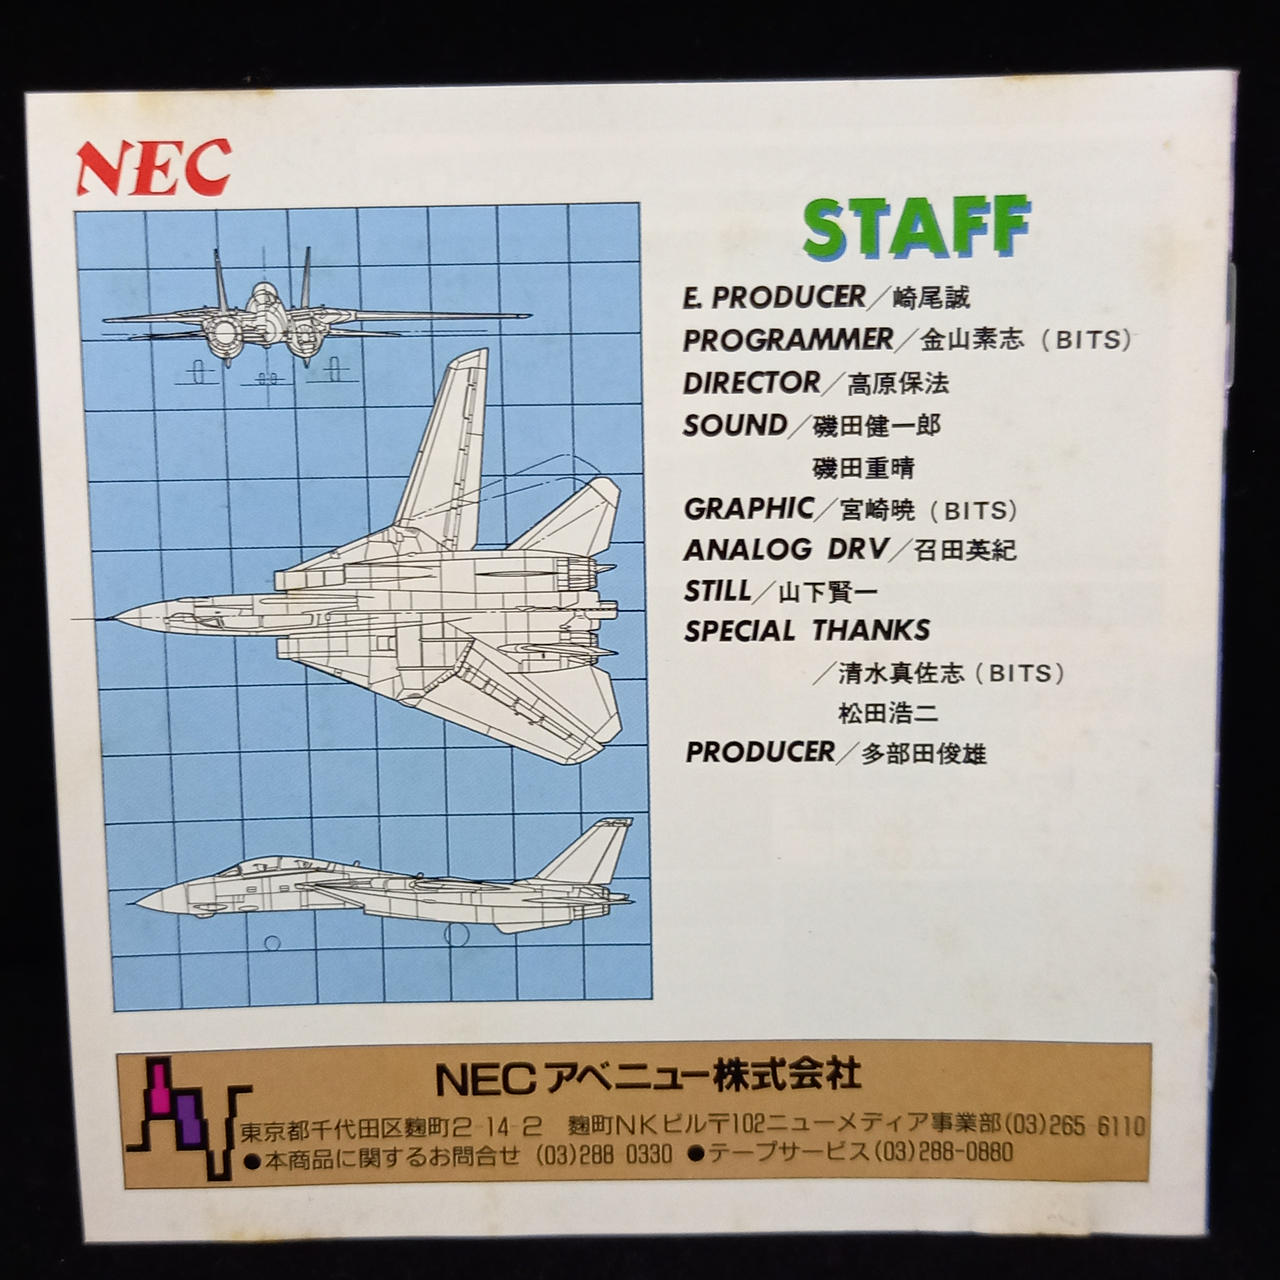 NEC
STAFF
E. PRODUCER／崎尾誠
PROGRAMMER／金山素志（BITS）
DIRECTOR／高原保法
SOUND／磯田健一郎
磯田重晴
GRAPHIC／宮崎暁（BITS）
ANALOG DRV／召田英紀
STILL／山下賢一
SPECIAL THANKS
／清水真佐志（BITS）
松田浩二
PRODUCER／多部田俊雄
NECアベニュー株式会社
東京都千代田区麹町2-14-2 麹町NKビル〒102ニューメディア事業部(03)265 6110
●本商品に関するお問合せ (03)288 0330 ●テープサービス(03)288-0880